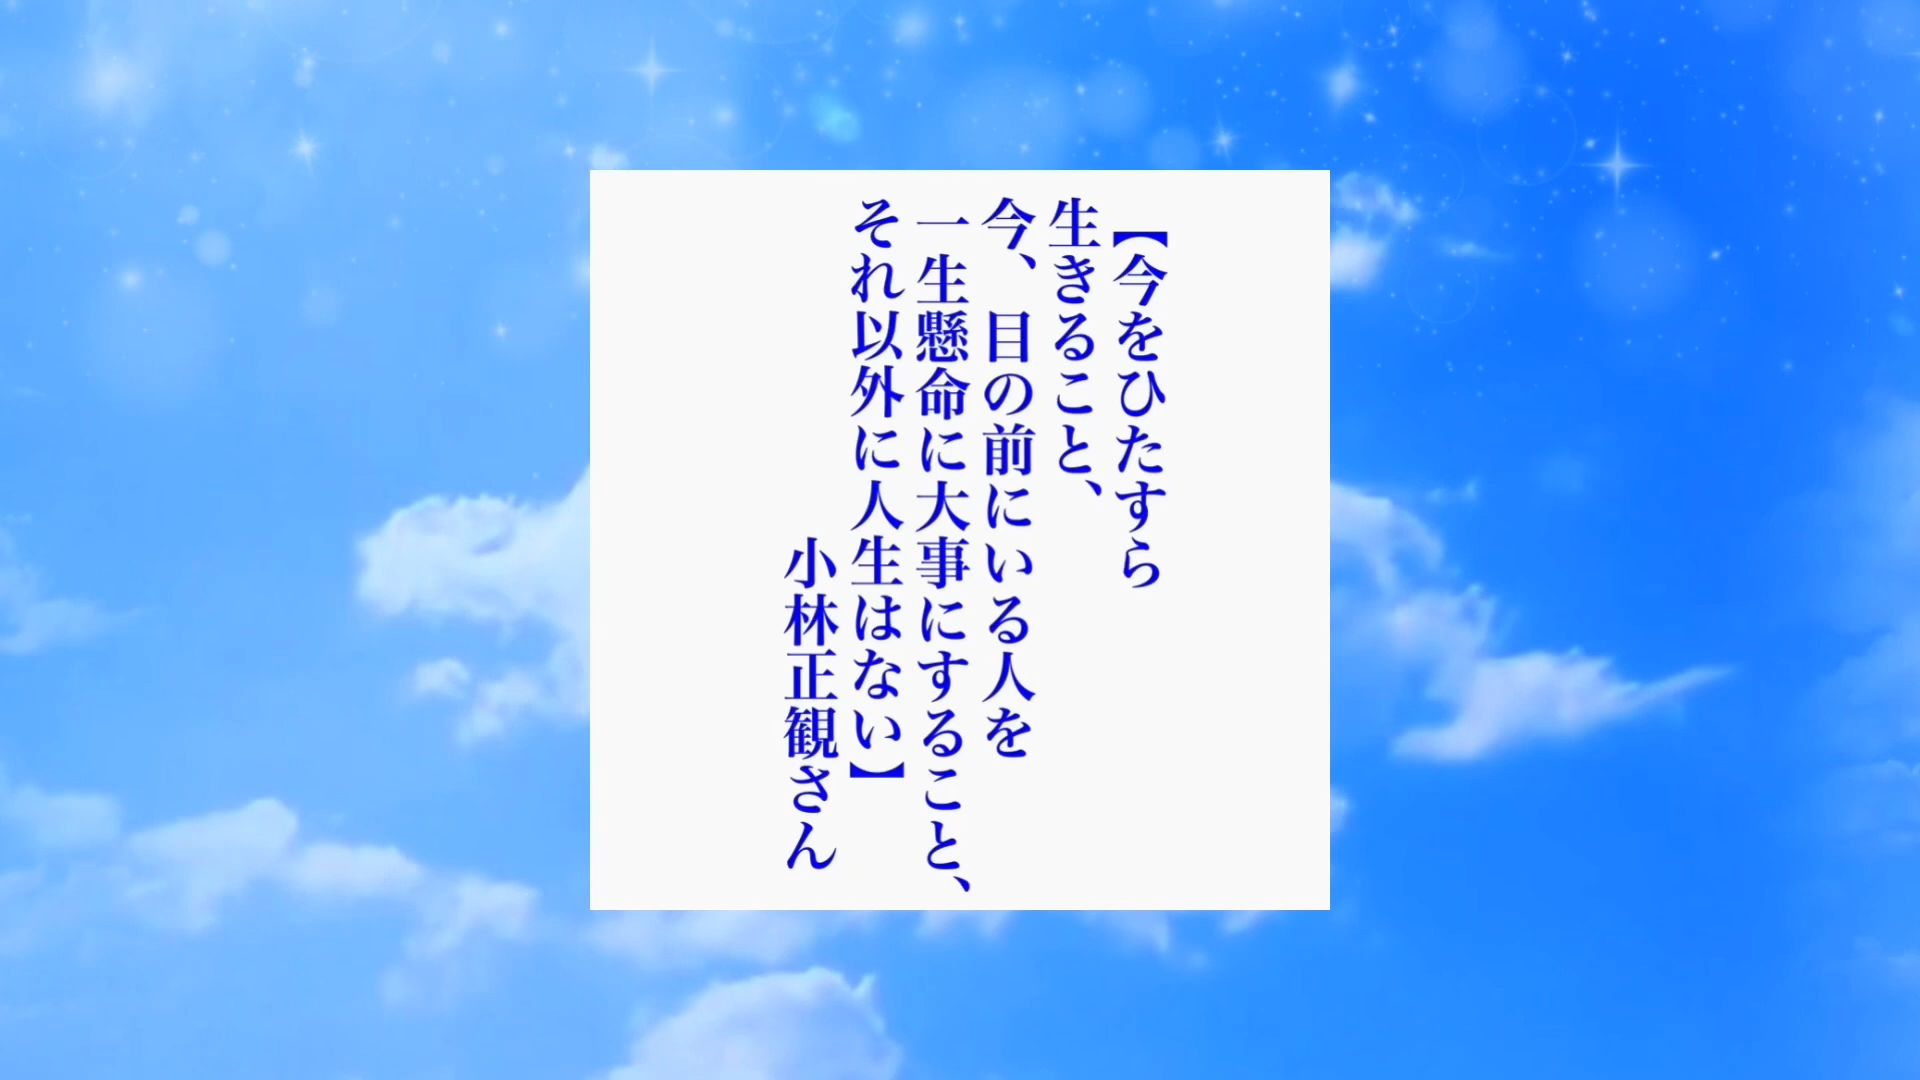 【今をひたすら
生きること、
今、目の前にいる人を
一生懸命に大事にすること、
それ以外に人生はない】
小林正観さん